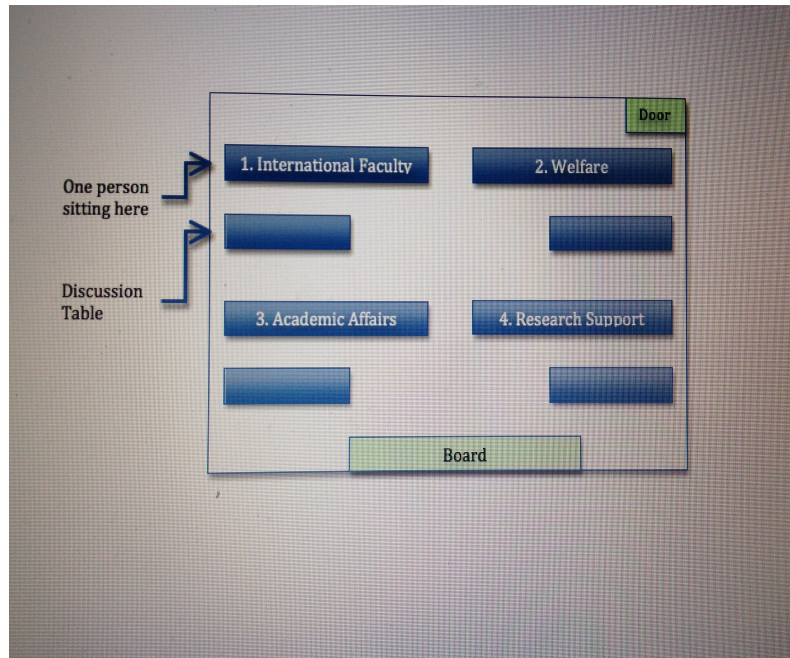 Door
1. International Faculty
2. Welfare
One person
sitting here
Discussion
Table
3. Academic Affairs
4. Research Support
Board